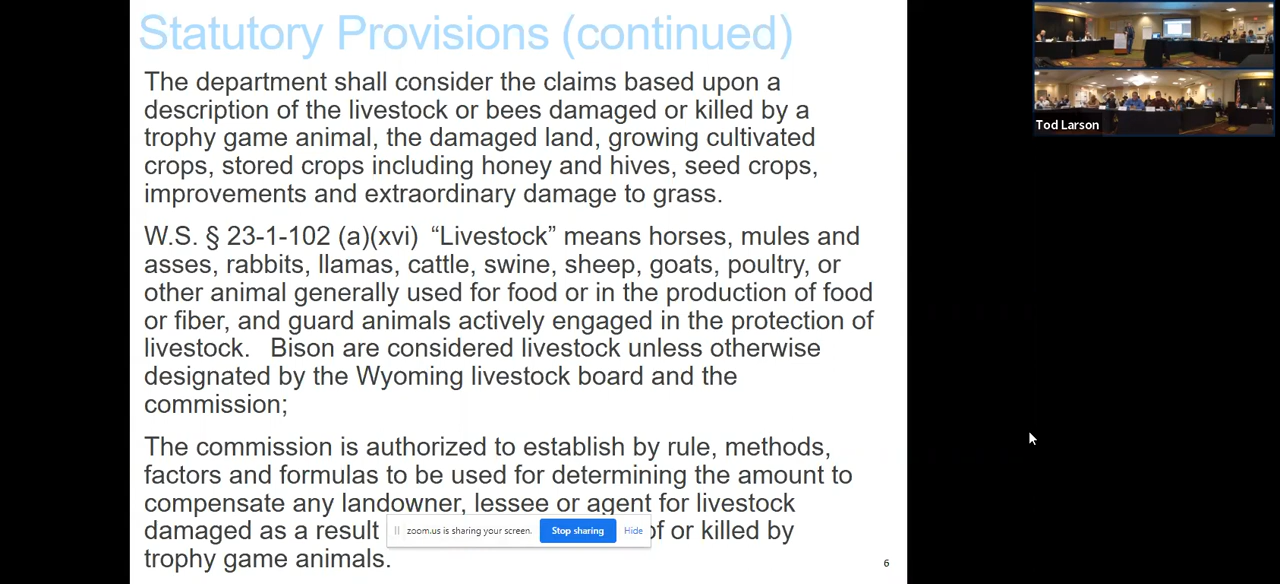 Statutory Provisions (continued)
The department shall consider the claims based upon a
description of the livestock or bees damaged or killed by a
trophy game animal, the damaged land, growing cultivated
crops, stored crops including honey and hives, seed crops,
improvements and extraordinary damage to grass.
W.S. § 23-1-102 (a)(xvi) “Livestock” means horses, mules and
asses, rabbits, llamas, cattle, swine, sheep, goats, poultry, or
other animal generally used for food or in the production of food
or fiber, and guard animals actively engaged in the protection of
livestock. Bison are considered livestock unless otherwise
designated by the Wyoming livestock board and the
commission;
The commission is authorized to establish by rule, methods,
factors and formulas to be used for determining the amount to
compensate any landowner, lessee or agent for livestock
damaged as a result of or killed by
trophy game animals.
zoom.us is sharing your screen. Stop sharing Hide
6
Tod Larson